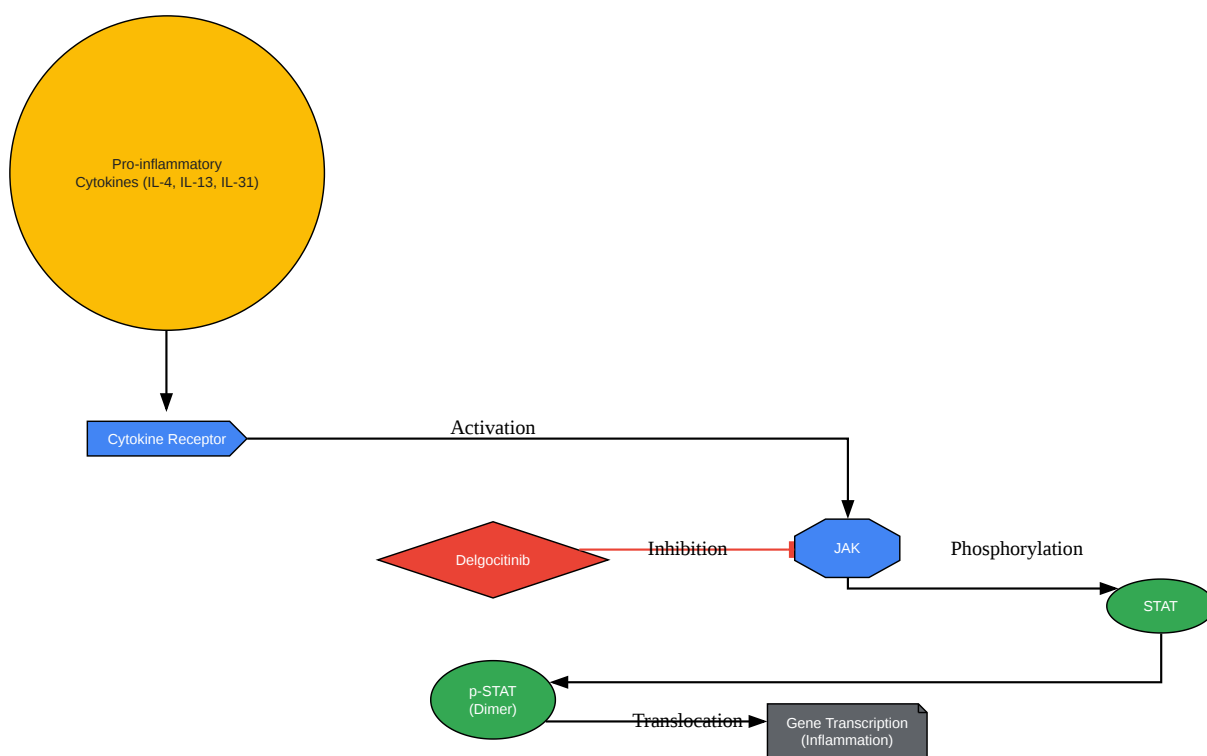 Pro-inflammatory
Cytokines (IL-4, IL-13, IL-31)
Cytokine Receptor
Activation
Delgocitinib
Inhibition
JAK
Phosphorylation
STAT
p-STAT
(Dimer)
Translocation
Gene Transcription
(Inflammation)